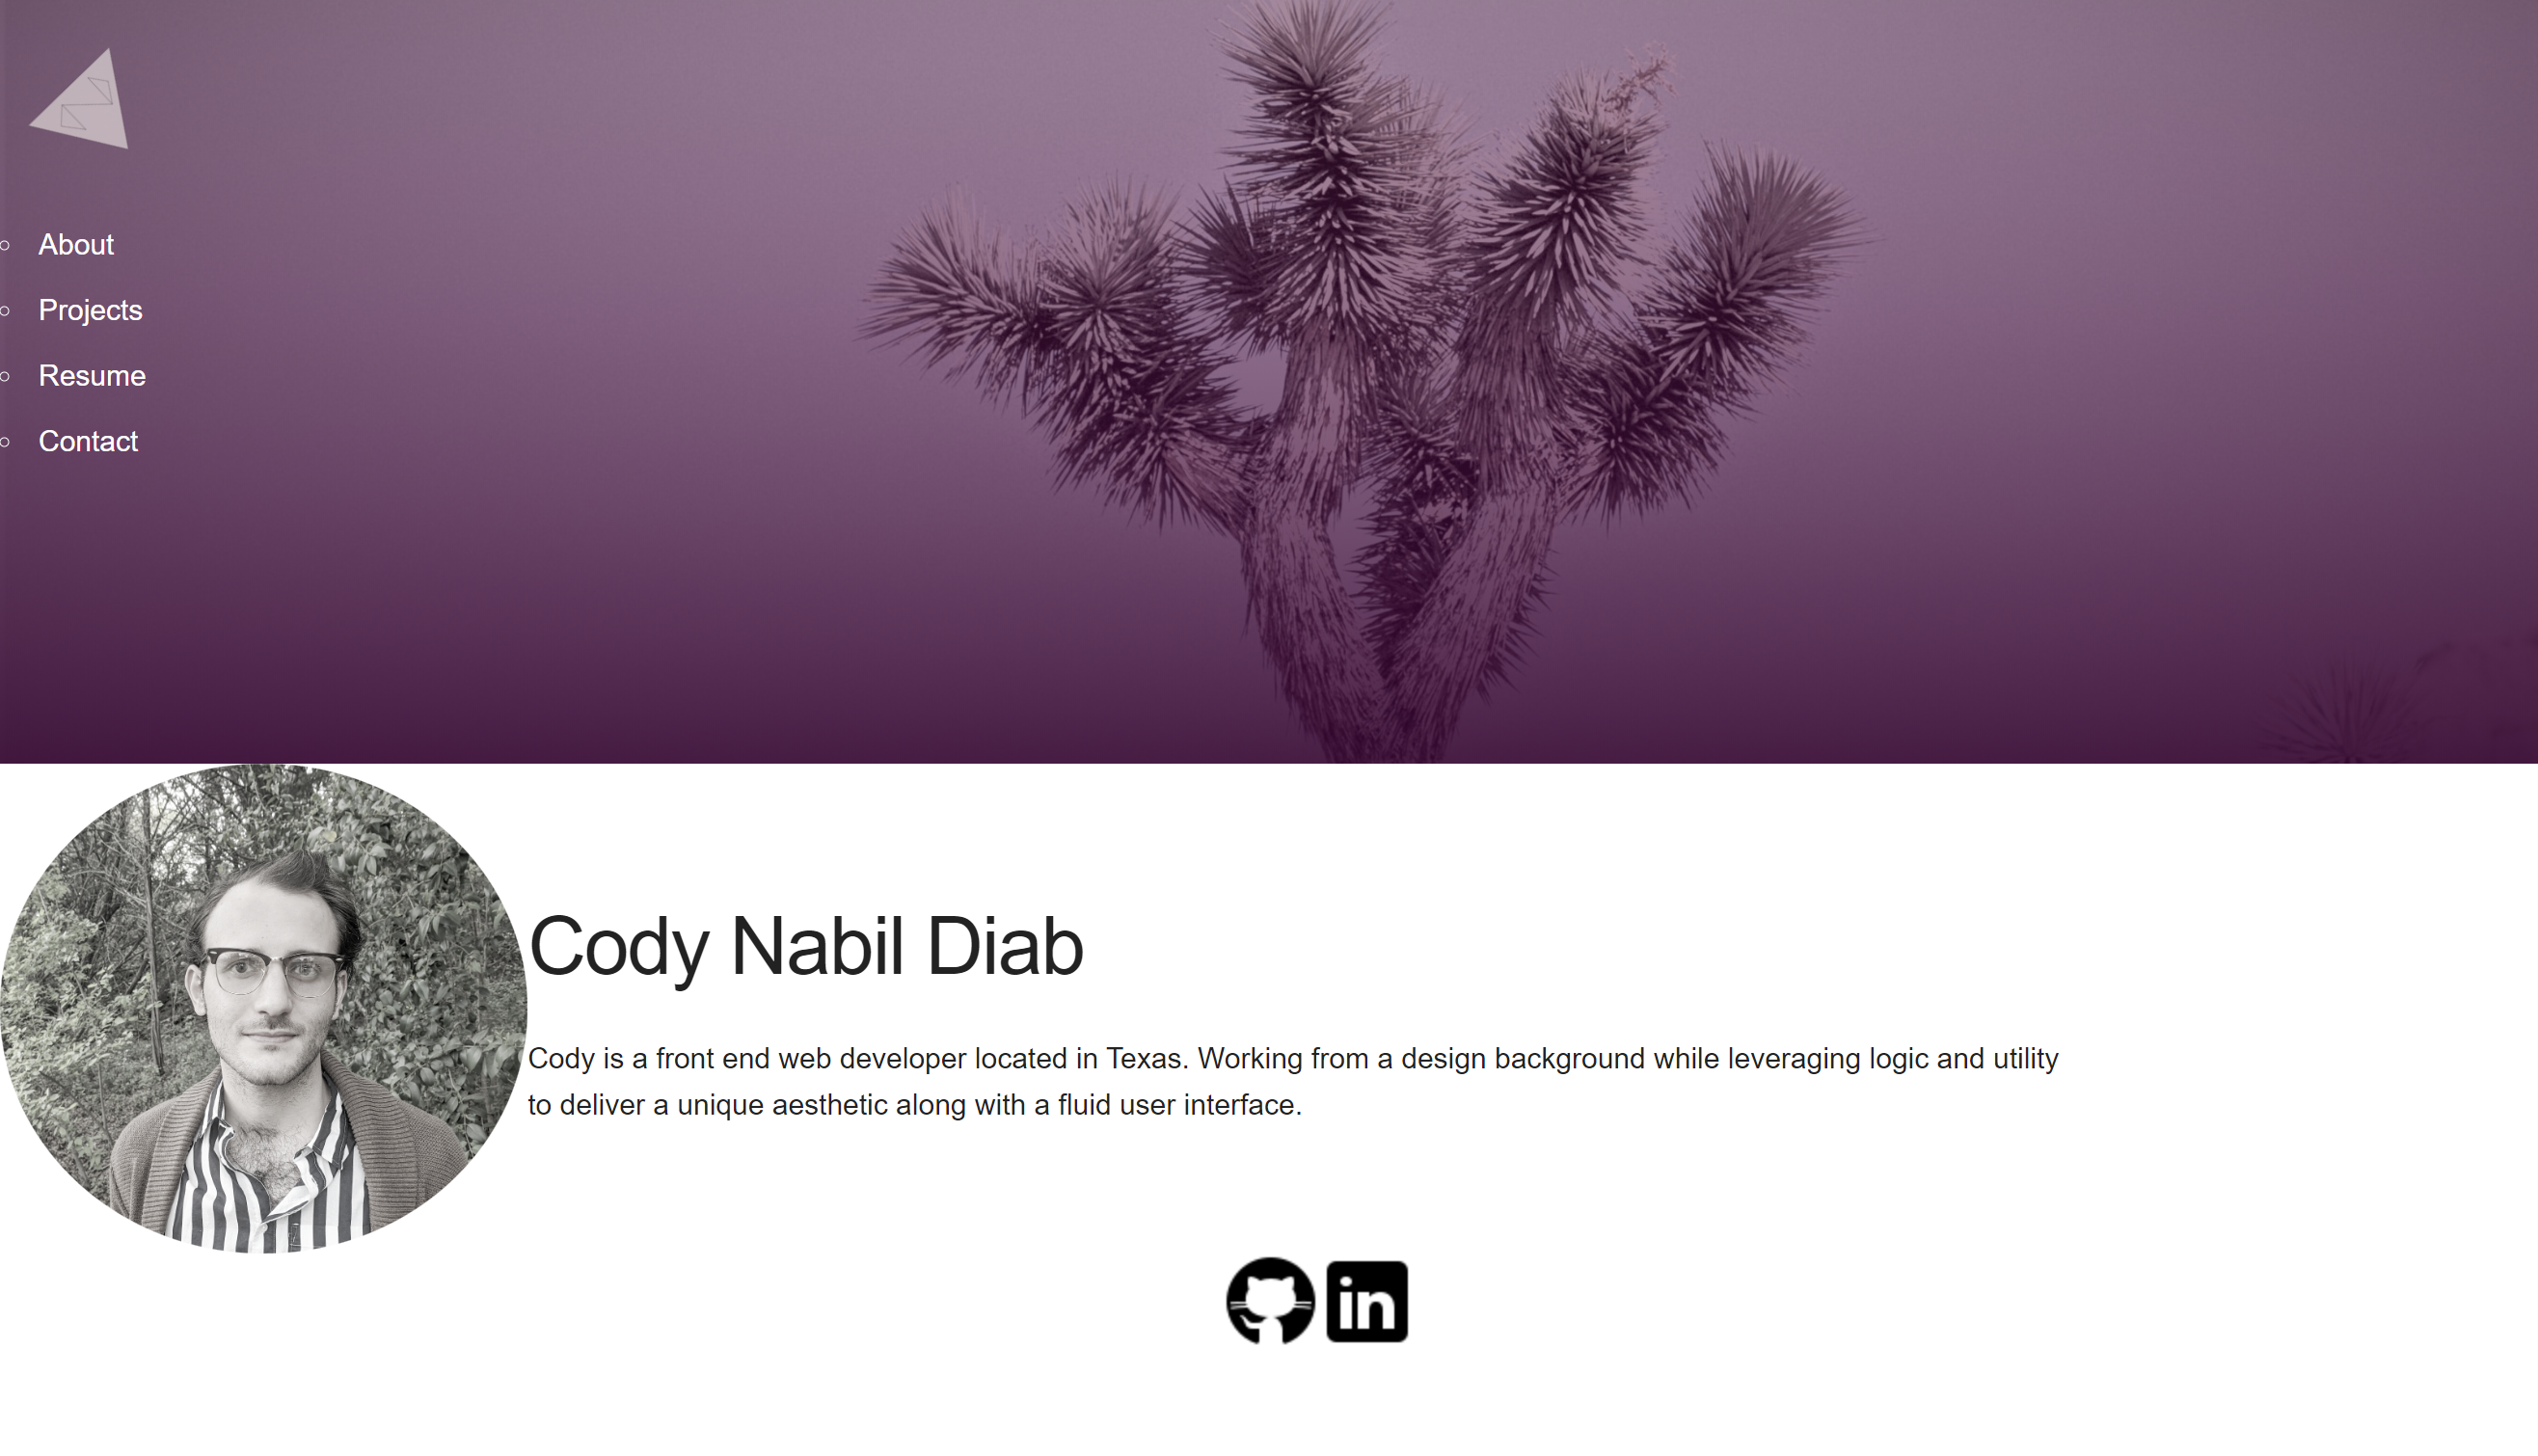 About
Projects
Resume
Contact
Cody Nabil Diab
Cody is a front end web developer located in Texas. Working from a design background while leveraging logic and utility
to deliver a unique aesthetic along with a fluid user interface.
in